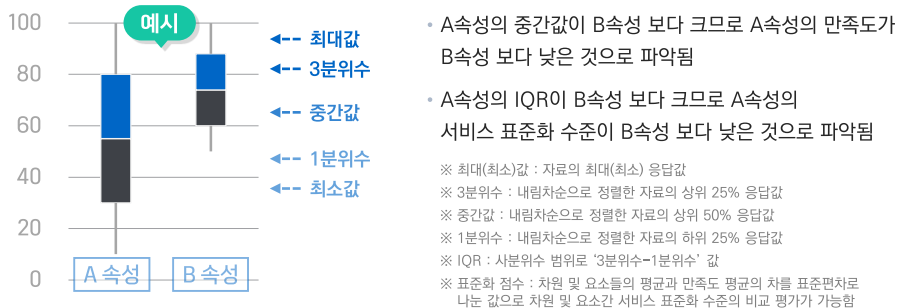 100
80
60
40
20
0
예시
최대값
3분위수
중간값
1분위수
최소값
A 속성
B 속성
• A속성의 중간값이 B속성 보다 크므로 A속성의 만족도가
B속성 보다 낮은 것으로 파악됨
• A속성의 IQR이 B속성 보다 크므로 A속성의
서비스 표준화 수준이 B속성 보다 낮은 것으로 파악됨
※ 최대(최소)값 : 자료의 최대(최소) 응답값
※ 3분위수 : 내림차순으로 정렬한 자료의 상위 25% 응답값
※ 중간값 : 내림차순으로 정렬한 자료의 상위 50% 응답값
※ 1분위수 : 내림차순으로 정렬한 자료의 하위 25% 응답값
※ IQR : 사분위수 범위로 ‘3분위수-1분위수’ 값
※ 표준화 점수 : 차원 및 요소들의 평균과 만족도 평균의 차를 표준편차로
나눈 값으로 차원 및 요소간 서비스 표준화 수준의 비교 평가가 가능함